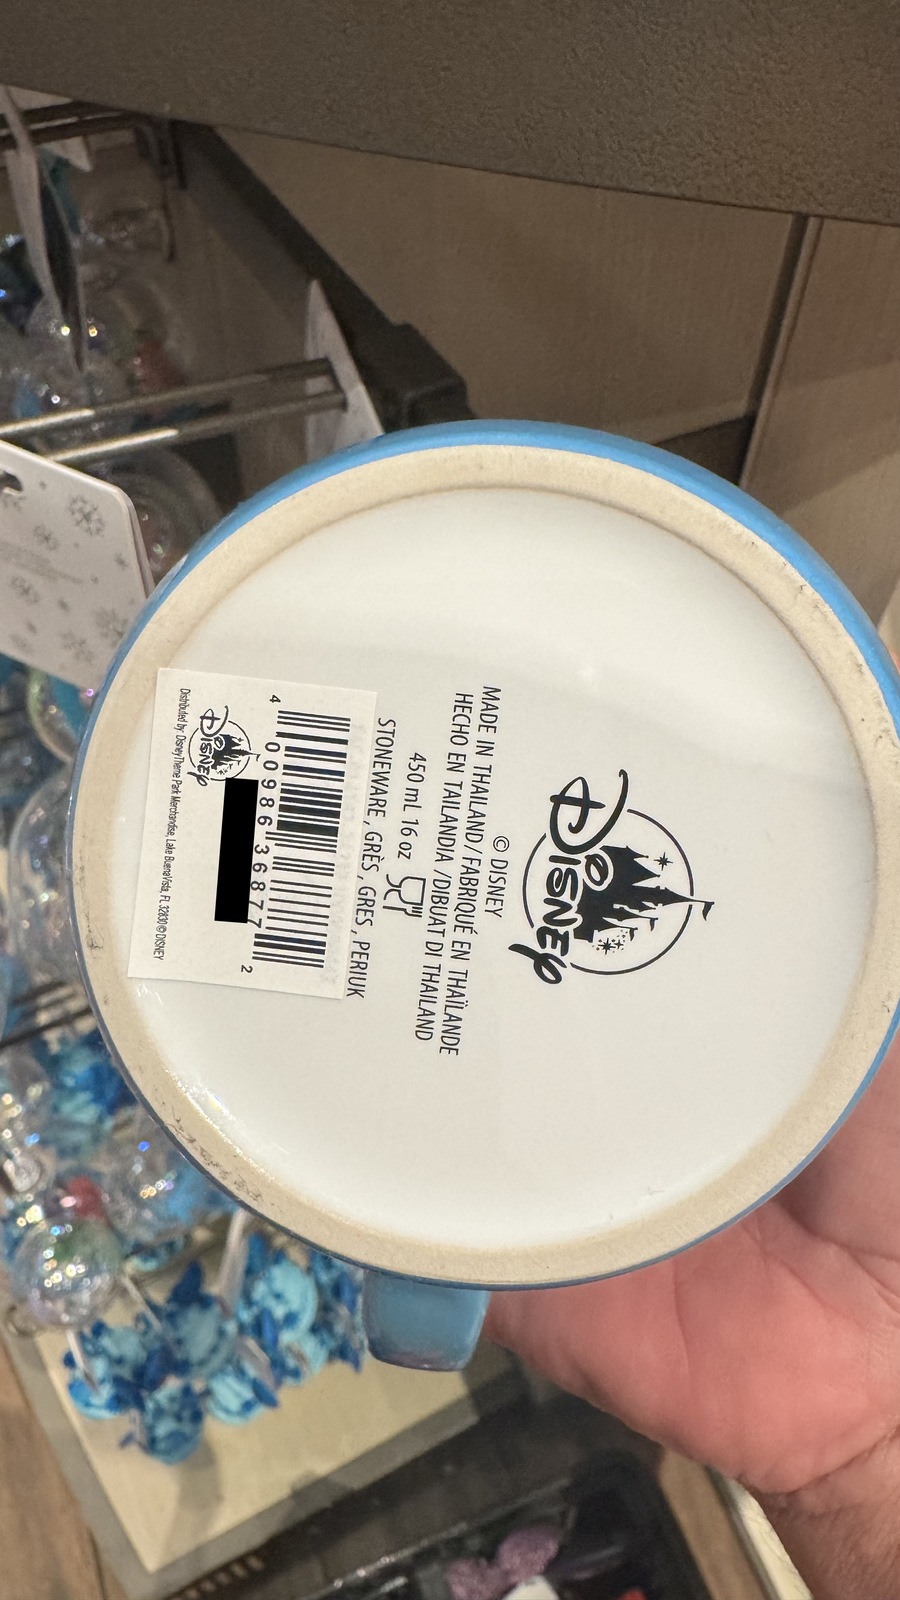 Disney
© DISNEY
MADE IN THAILAND / FABRIQUÉ EN THAÏLANDE
HECHO EN TAILANDIA /DIBUAT DI THAILAND
450 mL 16 oz
STONEWARE , GRÈS , GRES , PERIUK
4 00986 36877 2
Disney
Distributed by: Disney Theme Park Merchandise, Lake Buena Vista, FL 32830 © DISNEY